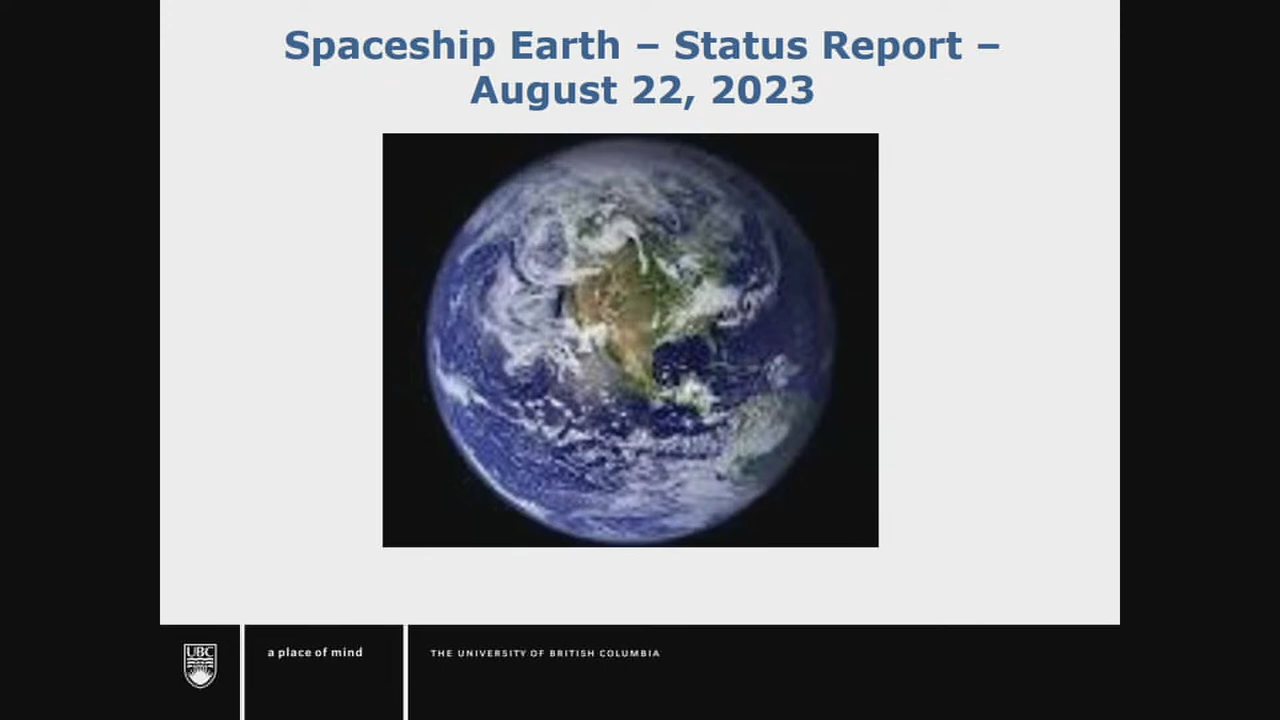 Spaceship Earth – Status Report –
August 22, 2023
UBC
a place of mind
THE UNIVERSITY OF BRITISH COLUMBIA